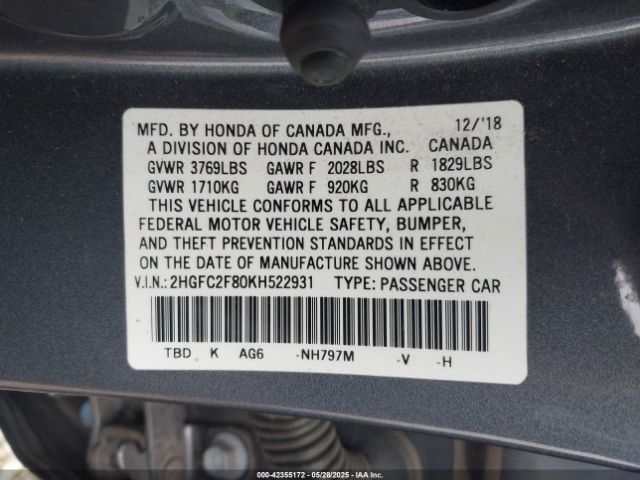 MFD. BY HONDA OF CANADA MFG., 12/'18
A DIVISION OF HONDA CANADA INC. CANADA
GVWR 3769LBS GAWR F 2028LBS R 1829LBS
GVWR 1710KG GAWR F 920KG R 830KG
THIS VEHICLE CONFORMS TO ALL APPLICABLE
FEDERAL MOTOR VEHICLE SAFETY, BUMPER,
AND THEFT PREVENTION STANDARDS IN EFFECT
ON THE DATE OF MANUFACTURE SHOWN ABOVE.
V.I.N.: 2HGFC2F80KH522931 TYPE: PASSENGER CAR
TBD K AG6 -NH797M -V -H
000-42355172 | 05/28/2025 - IAA Inc.